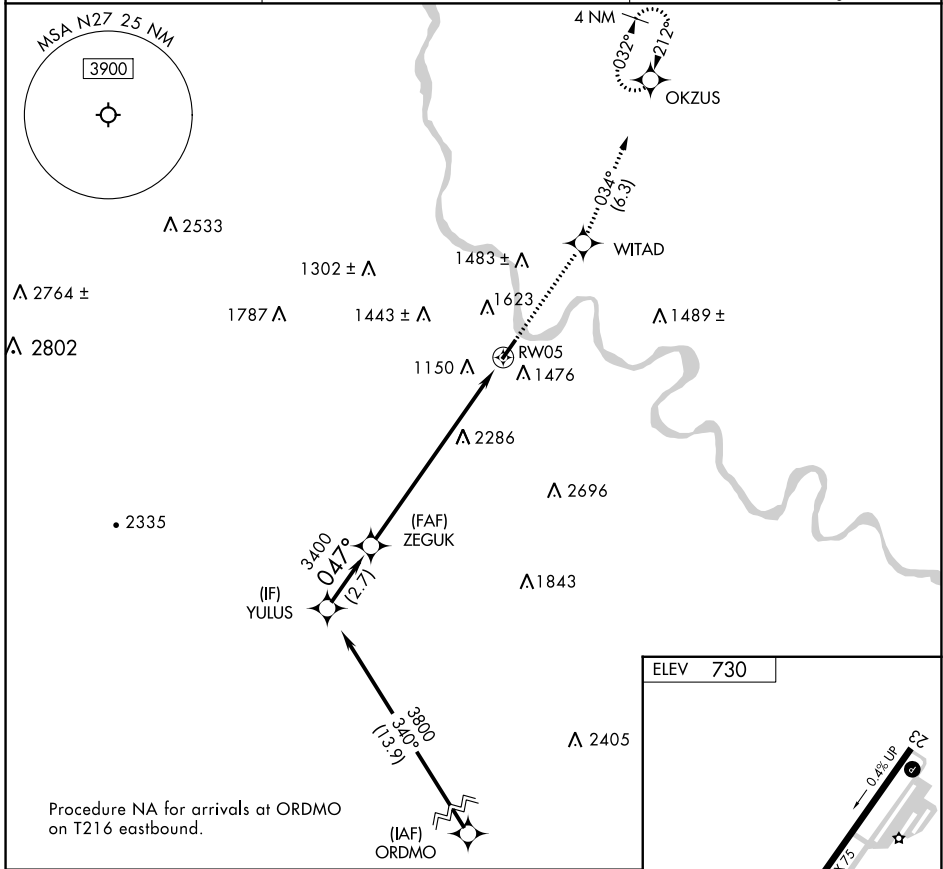 MSA N27 25 NM
3900
4 NM
032°
212°
OKZUS
034°
(6.3)
2533
WITAD
1483 ±
1302 ±
2764 ±
1623
1787
1443 ±
1489 ±
2802
RW05
1150
1476
2286
2696
2335
(FAF)
ZEGUK
3400
047°
(2.7)
1843
(IF)
YULUS
ELEV 730
3800
340°
(13.9)
2405
23
0.4% UP
P
X 75
Procedure NA for arrivals at ORDMO
on T216 eastbound.
(IAF)
ORDMO